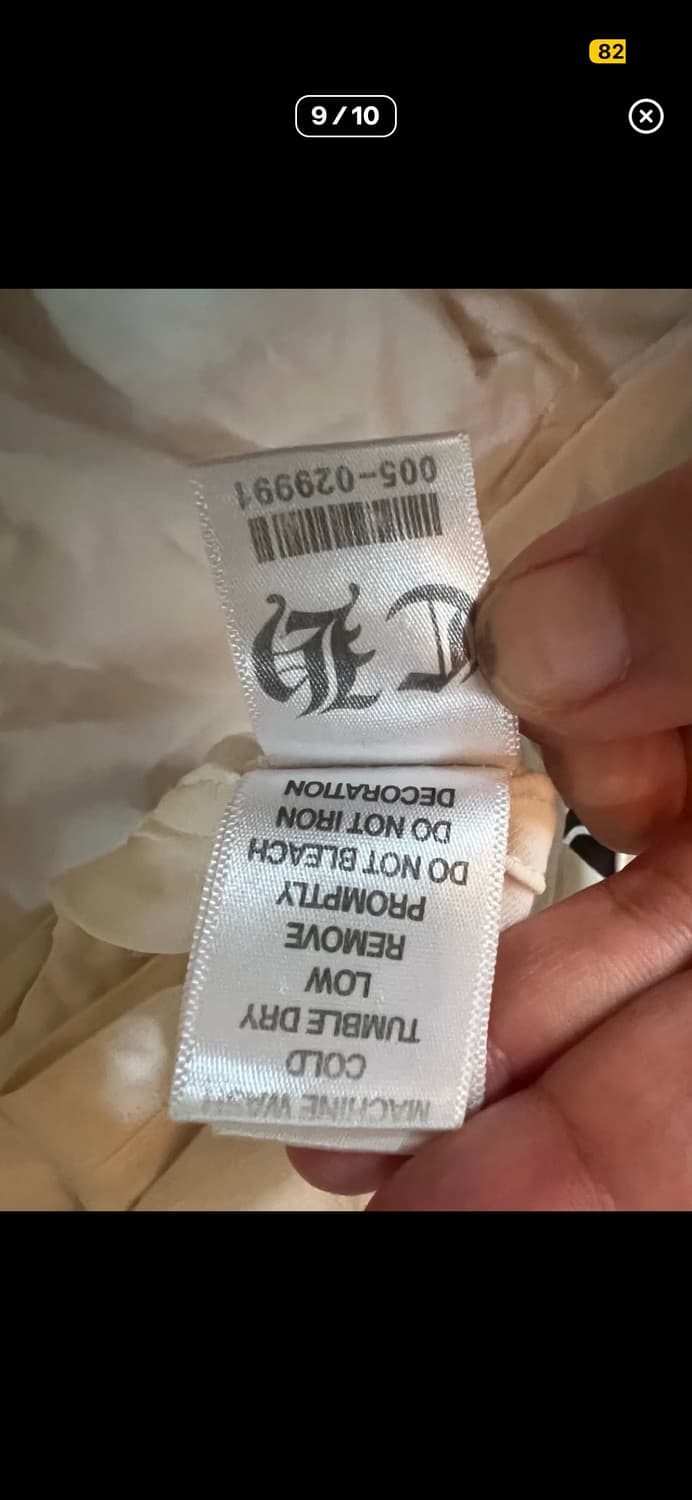 82
9/10
MACHINE WASH
COLD
TUMBLE DRY
LOW
REMOVE
PROMPTLY
DO NOT BLEACH
DO NOT IRON
DECORATION
CH
005-029991